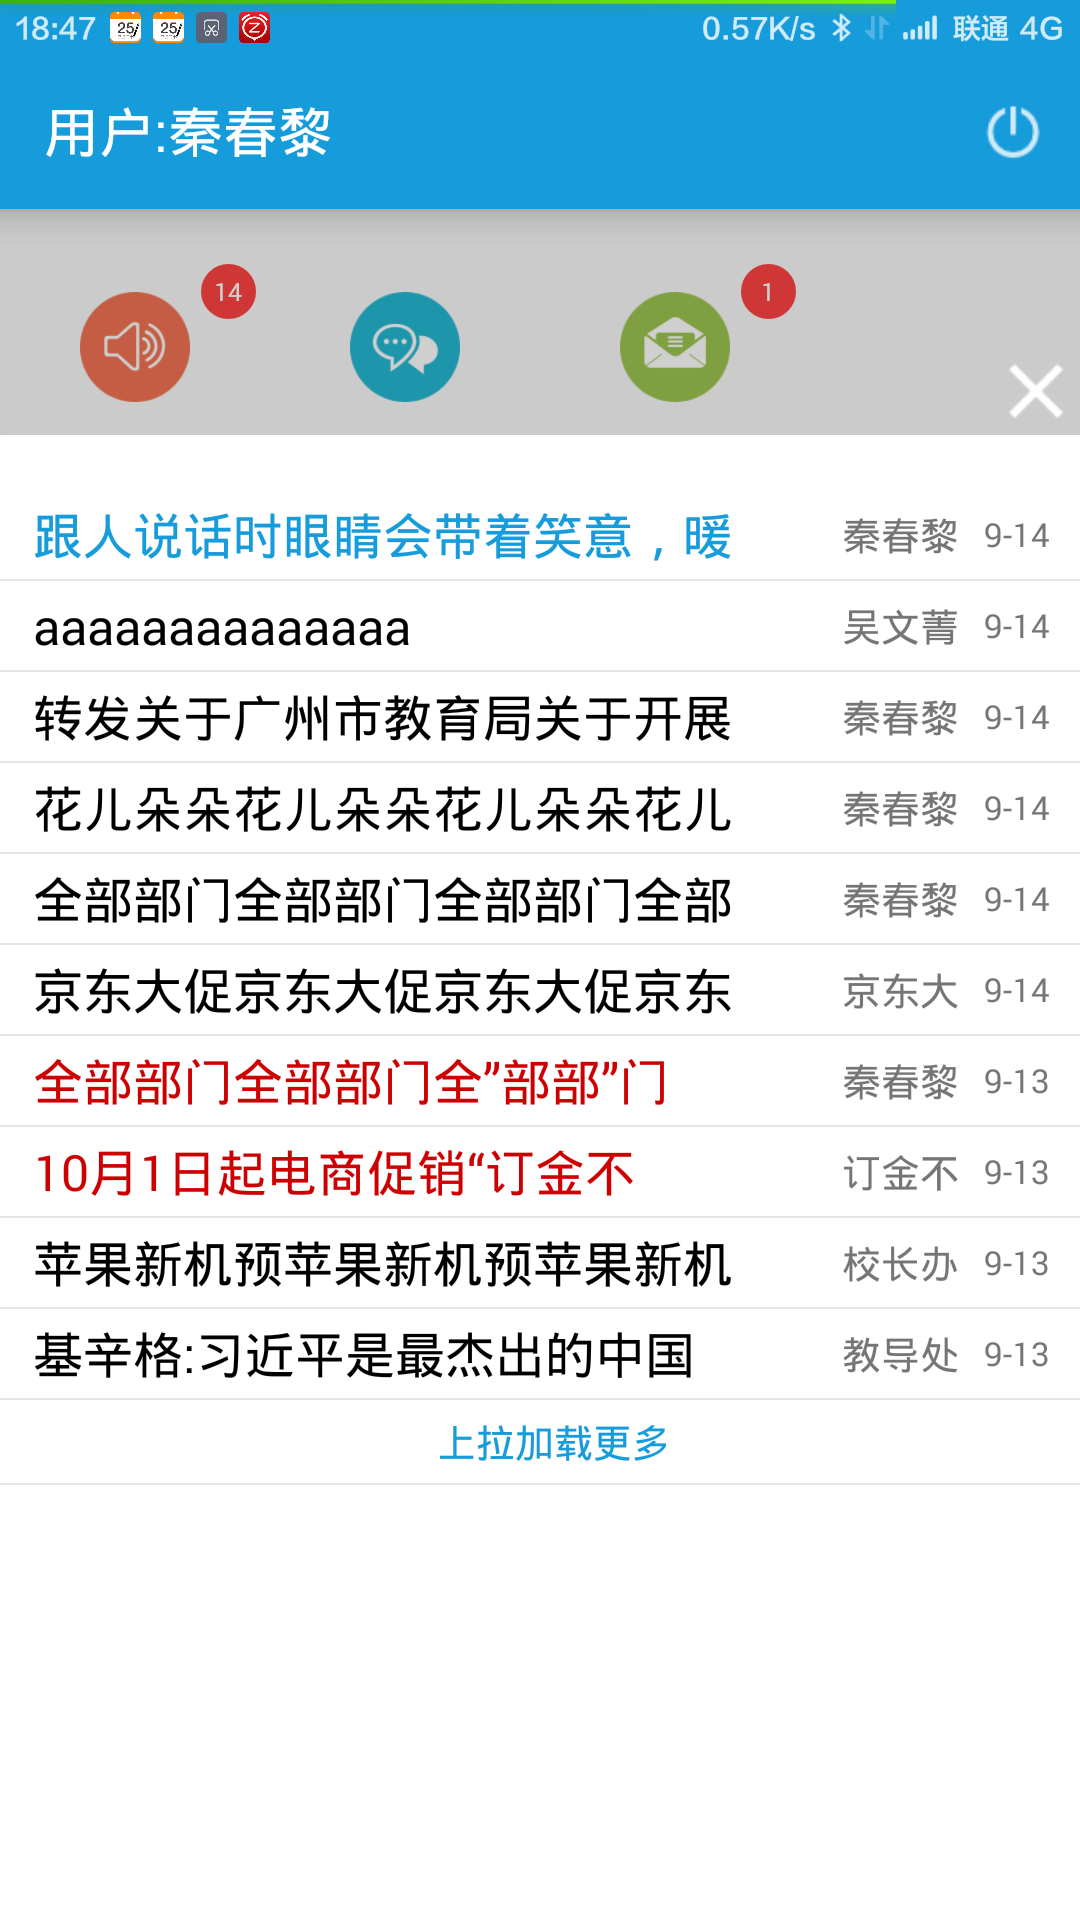 18:47 25 25 0.57K/s 联通 4G
用户:秦春黎
14 1
跟人说话时眼睛会带着笑意，暖 秦春黎 9-14
aaaaaaaaaaaaaa 吴文菁 9-14
转发关于广州市教育局关于开展 秦春黎 9-14
花儿朵朵花儿朵朵花儿朵朵花儿 秦春黎 9-14
全部部门全部部门全部部门全部 秦春黎 9-14
京东大促京东大促京东大促京东 京东大 9-14
全部部门全部部门全”部部”门 秦春黎 9-13
10月1日起电商促销“订金不 订金不 9-13
苹果新机预苹果新机预苹果新机 校长办 9-13
基辛格:习近平是最杰出的中国 教导处 9-13
上拉加载更多